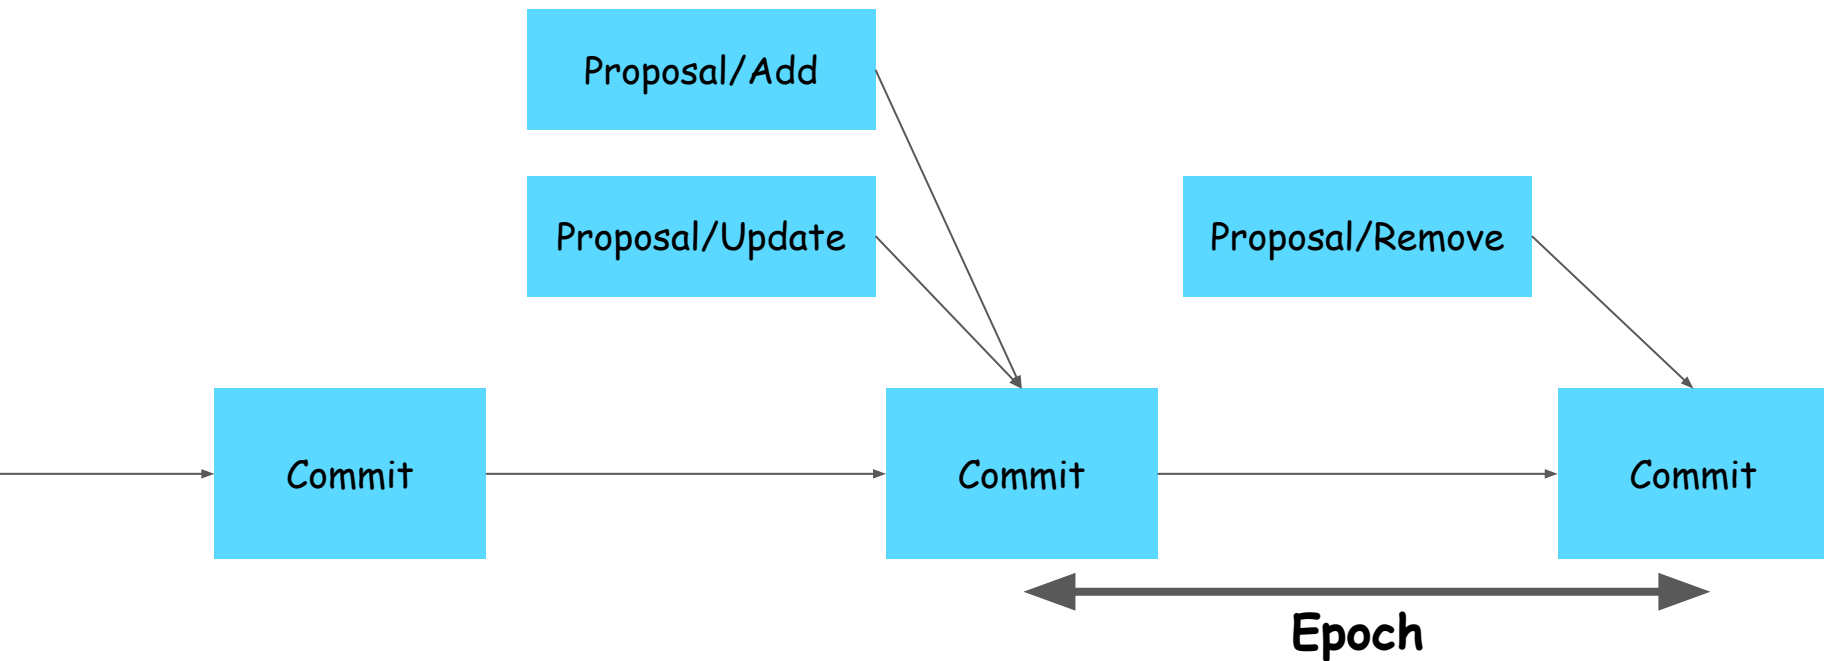 Proposal/Add
Proposal/Update
Proposal/Remove
Commit
Commit
Commit
Epoch